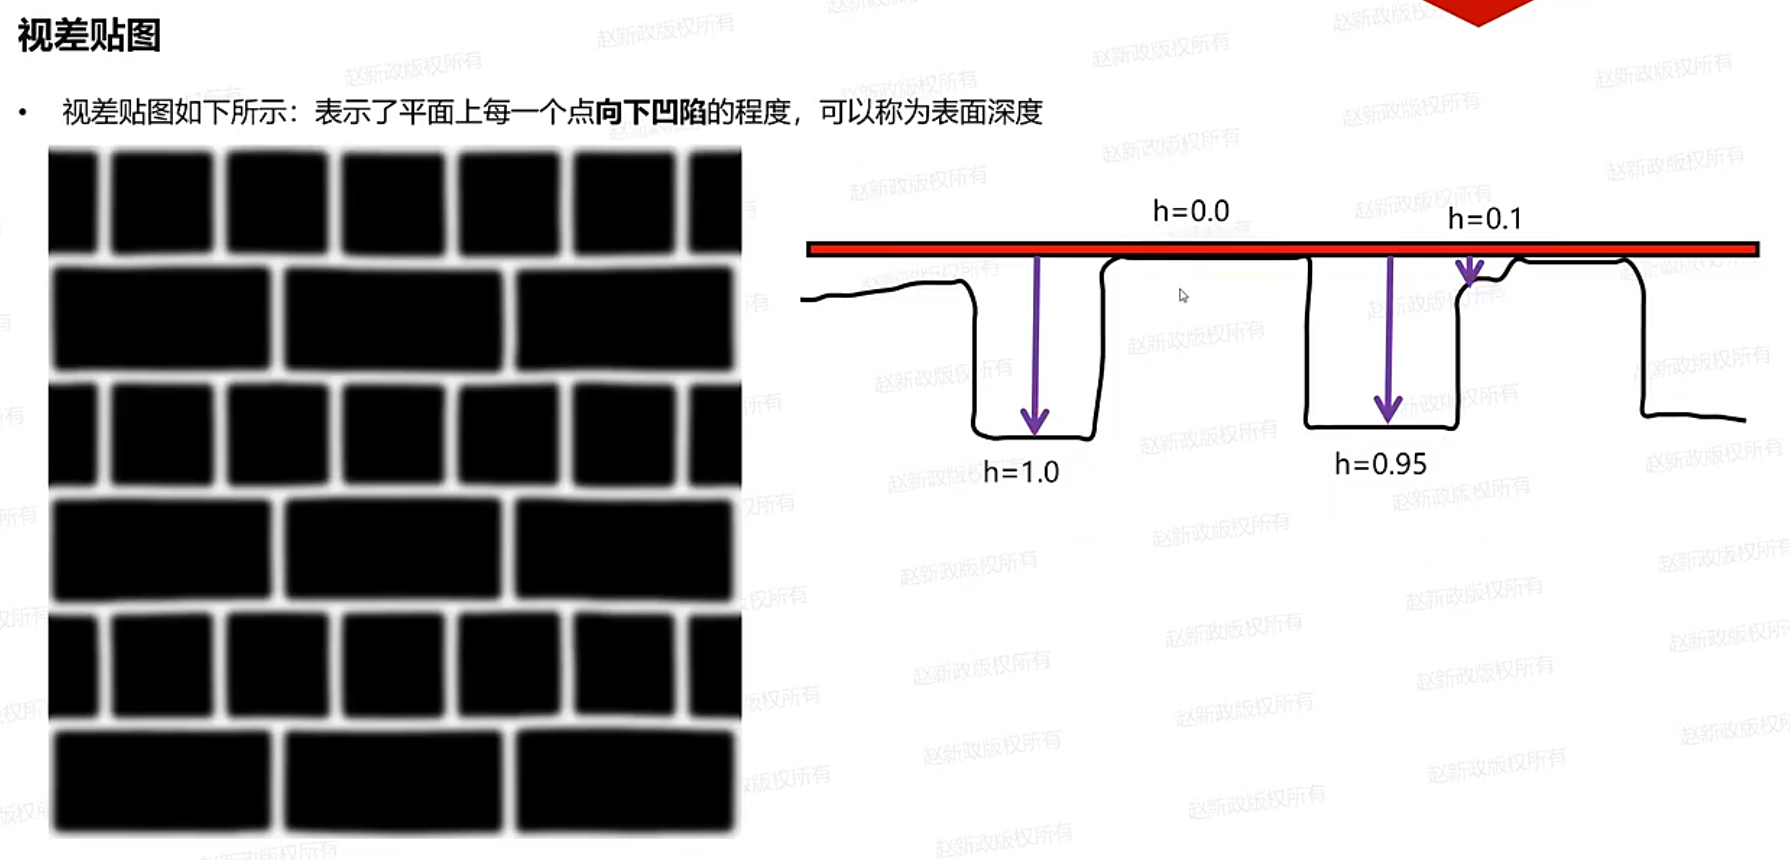 视差贴图
• 视差贴图如下所示：表示了平面上每一个点向下凹陷的程度，可以称为表面深度
h=0.0
h=0.1
h=1.0
h=0.95
赵新政版权所有